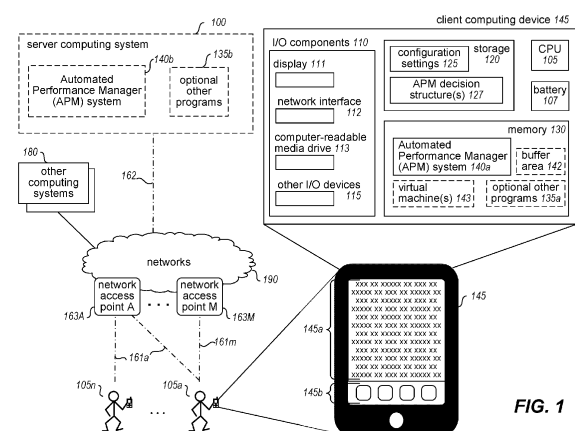 100
server computing system
140b
Automated
Performance Manager
(APM) system
135b
optional
other
programs
180
other
computing
systems
162
networks
190
network
access
point A
...
network
access
point M
163A
163M
161a
161m
105n
...
105a
client computing device 145
I/O components 110
display 111
network interface
112
computer-readable
media drive 113
other I/O devices
115
storage
120
configuration
settings 125
APM decision
structure(s) 127
CPU
105
battery
107
memory 130
Automated
Performance Manager
(APM) system 140a
buffer
area 142
virtual
machine(s) 143
optional other
programs 135a
145
145a
145b
FIG. 1